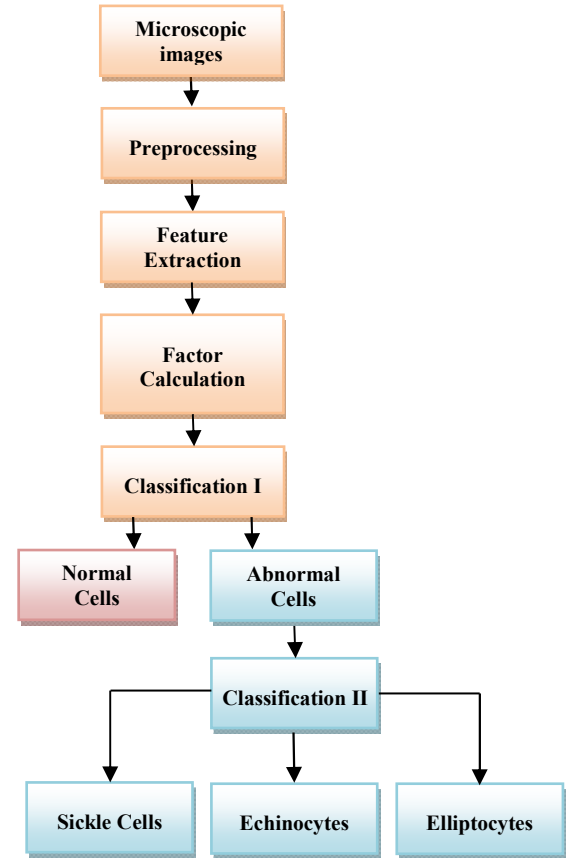 Microscopic
images
Preprocessing
Feature
Extraction
Factor
Calculation
Classification I
Normal
Cells
Abnormal
Cells
Classification II
Sickle Cells
Echinocytes
Elliptocytes